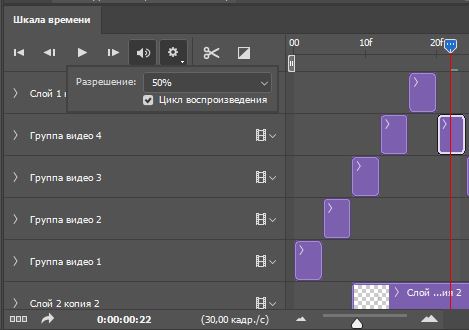 Шкала времени
00 10f 20f
Разрешение: 50%
Слой 1
Цикл воспроизведения
Группа видео 4
Группа видео 3
Группа видео 2
Группа видео 1
Слой 2 копия 2
Слой ...ия 2
0:00:00:22 (30,00 кадр./с)